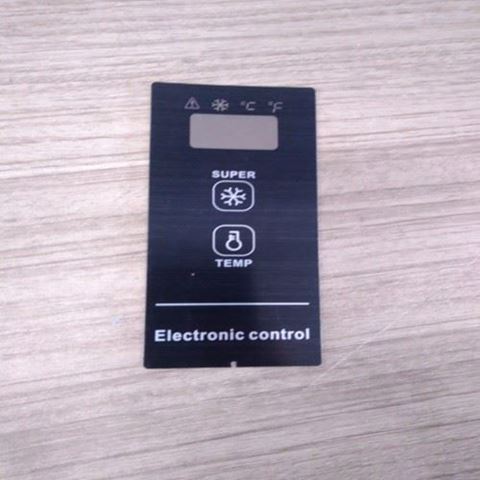 °C °F
SUPER
TEMP
Electronic control